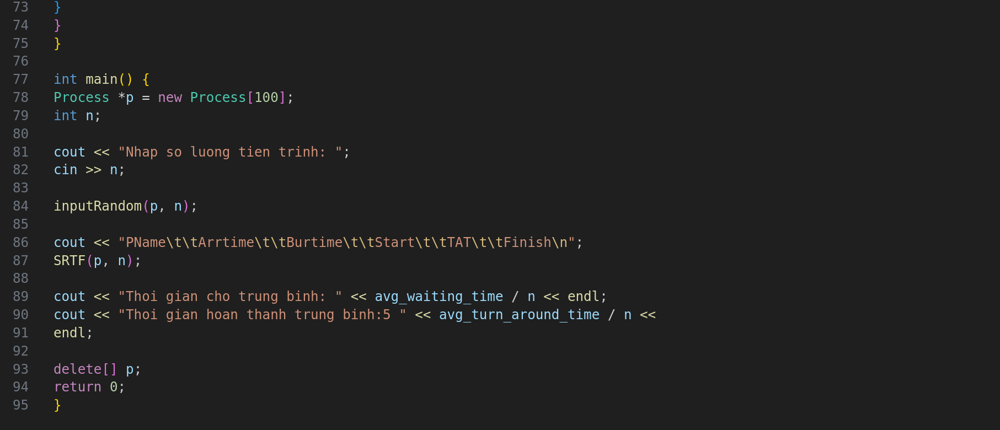 73 }
74 }
75 }
76
77 int main() {
78 Process *p = new Process[100];
79 int n;
80
81 cout << "Nhap so luong tien trinh: ";
82 cin >> n;
83
84 inputRandom(p, n);
85
86 cout << "PName\t\tArrtime\t\tBurtime\t\tStart\t\tTAT\t\tFinish\n";
87 SRTF(p, n);
88
89 cout << "Thoi gian cho trung binh: " << avg_waiting_time / n << endl;
90 cout << "Thoi gian hoan thanh trung binh:5 " << avg_turn_around_time / n <<
91 endl;
92
93 delete[] p;
94 return 0;
95 }